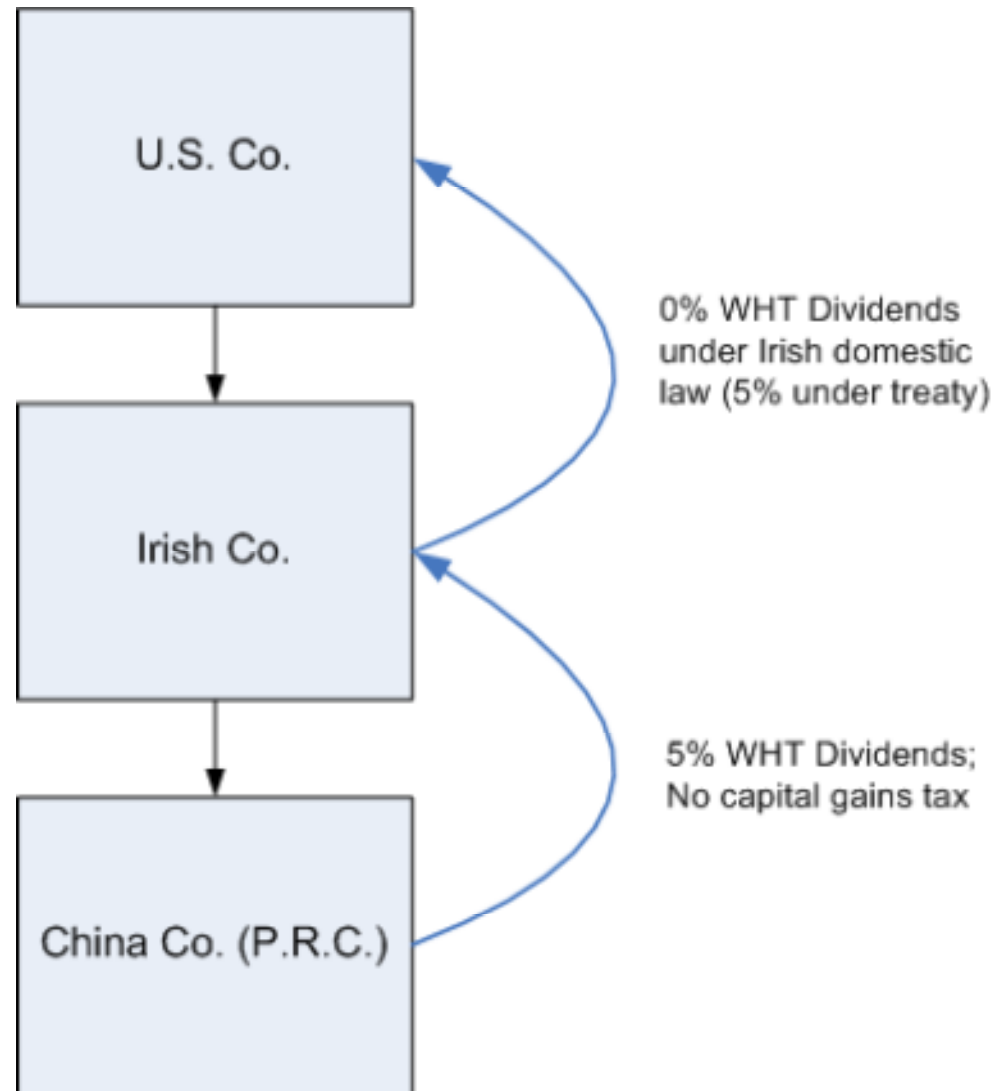 U.S. Co.
0% WHT Dividends
under Irish domestic
law (5% under treaty)
Irish Co.
5% WHT Dividends;
No capital gains tax
China Co. (P.R.C.)